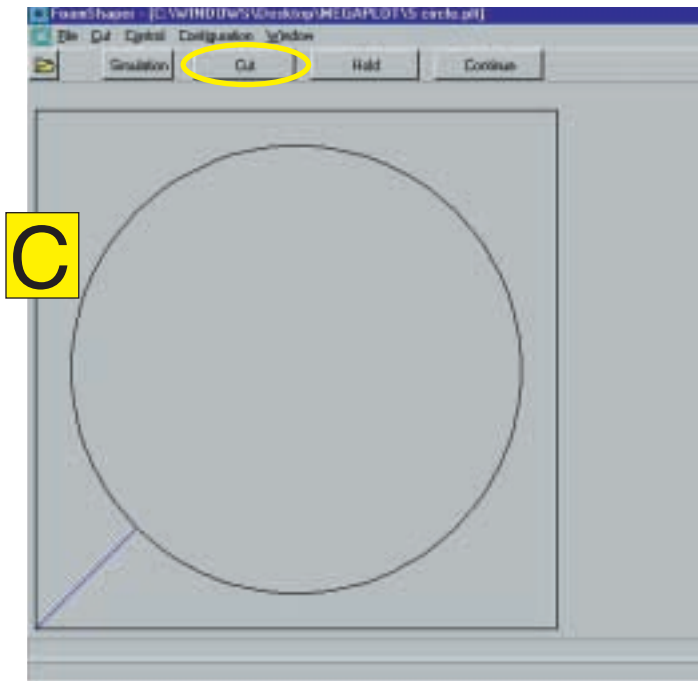 FoamShaper - [C:\WINDOWS\Desktop\MEGAPLOT\5 circle.plt]
File Cut Control Configuration Window
Simulation Cut Hold Continue
C